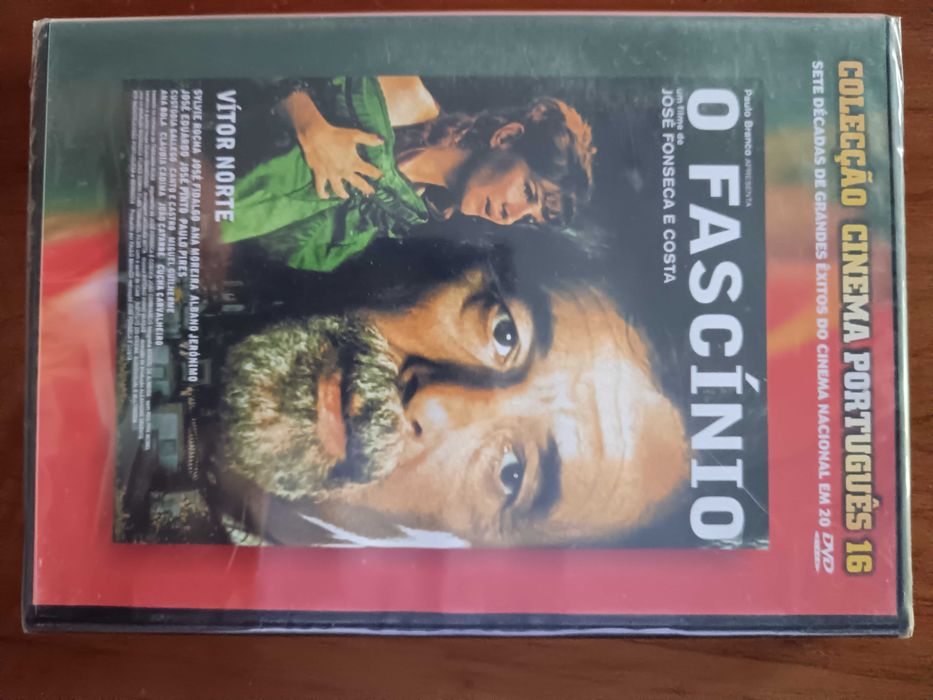 COLECÇÃO CINEMA PORTUGUÊS 16
SETE DÉCADAS DE GRANDES ÊXITOS DO CINEMA NACIONAL EM 20 DVD
Paulo Branco APRESENTA
O FASCÍNIO
um filme de
JOSÉ FONSECA E COSTA
VÍTOR NORTE
SYLVIE ROCHA JOSÉ FIDALGO ANA MOREIRA ALBANO JERÓNIMO
JOSÉ EDUARDO JOSÉ PINTO PAULO PIRES
CUSTÓDIA GALLEGO CANTO E CASTRO MIGUEL GUILHERME
ANA BOLA CLÁUDIA CADIMA JOÃO CATARRÉ CUCHA CARVALHEIRO